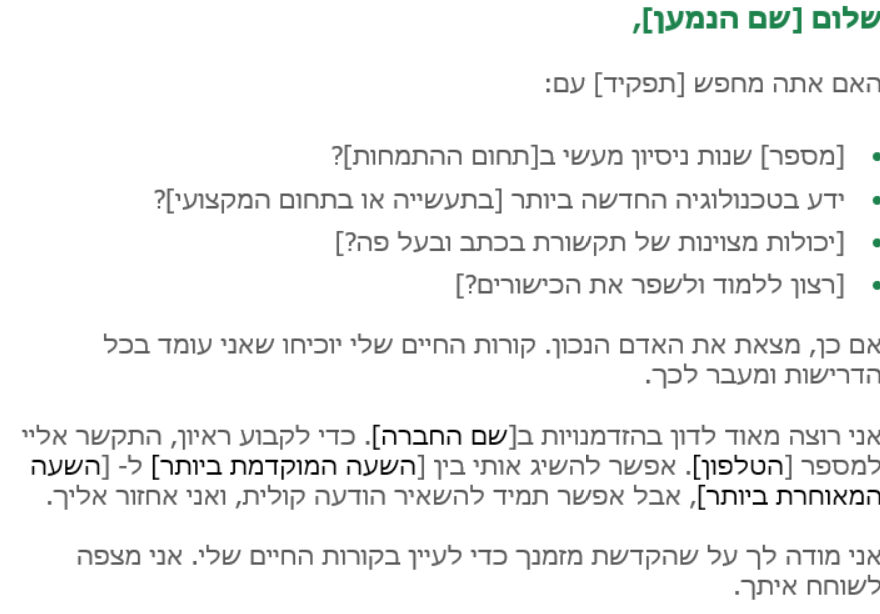 שלום [שם הנמען],
האם אתה מחפש [תפקיד] עם:
• [מספר] שנות ניסיון מעשי ב[תחום ההתמחות]?
• ידע בטכנולוגיה החדשה ביותר [בתעשייה או בתחום המקצועי]?
• [יכולות מצוינות של תקשורת בכתב ובעל פה?]
• [רצון ללמוד ולשפר את הכישורים?]
אם כן, מצאת את האדם הנכון. קורות החיים שלי יוכיחו שאני עומד בכל
הדרישות ומעבר לכך.
אני רוצה מאוד לדון בהזדמנויות ב[שם החברה]. כדי לקבוע ראיון, התקשר אליי
למספר [הטלפון]. אפשר להשיג אותי בין [השעה המוקדמת ביותר] ל- [השעה
המאוחרת ביותר], אבל אפשר תמיד להשאיר הודעה קולית, ואני אחזור אליך.
אני מודה לך על שהקדשת מזמנך כדי לעיין בקורות החיים שלי. אני מצפה
לשוחח איתך.